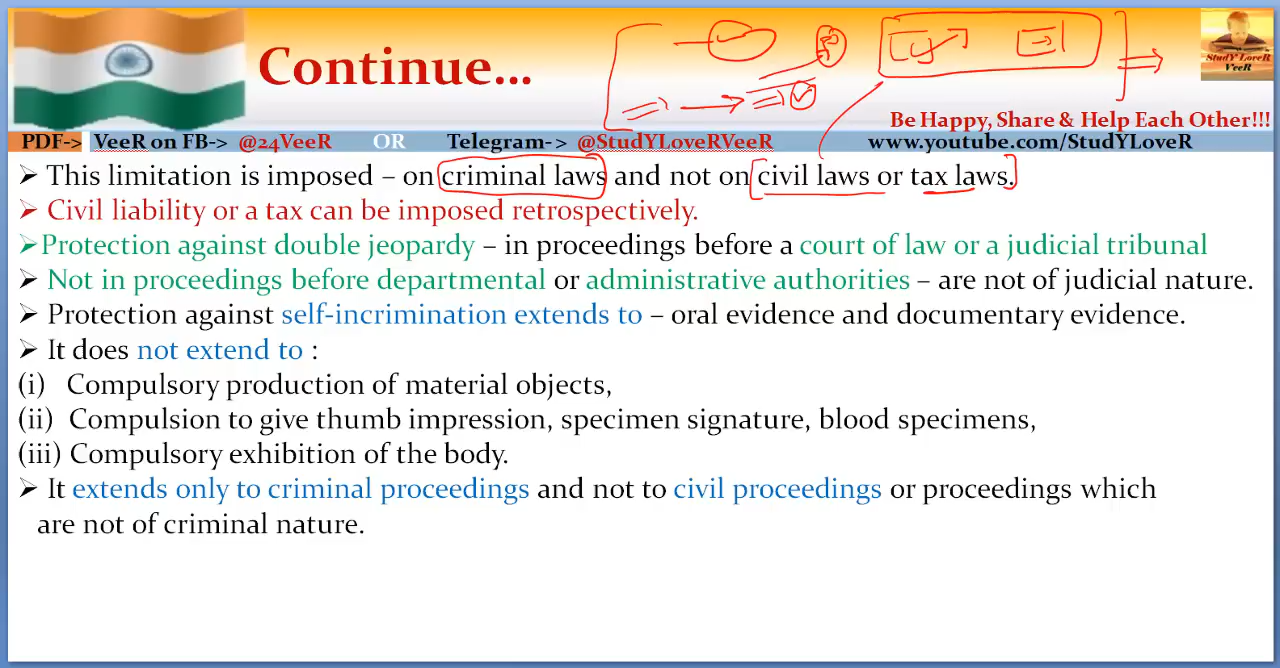 Continue...
StudY LoveR
VeeR
Be Happy, Share & Help Each Other!!!
PDF-> VeeR on FB-> @24VeeR OR Telegram-> @StudYLoveRVeeR www.youtube.com/StudYLoveR
➢ This limitation is imposed – on criminal laws and not on civil laws or tax laws.
➢ Civil liability or a tax can be imposed retrospectively.
➢Protection against double jeopardy – in proceedings before a court of law or a judicial tribunal
➢ Not in proceedings before departmental or administrative authorities – are not of judicial nature.
➢ Protection against self-incrimination extends to – oral evidence and documentary evidence.
➢ It does not extend to :
(i) Compulsory production of material objects,
(ii) Compulsion to give thumb impression, specimen signature, blood specimens,
(iii) Compulsory exhibition of the body.
➢ It extends only to criminal proceedings and not to civil proceedings or proceedings which
are not of criminal nature.